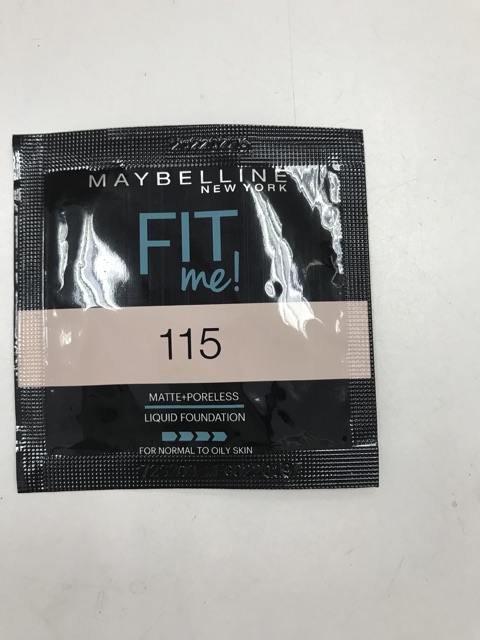 MAYBELLINE
NEW YORK
FIT
me!
115
MATTE+PORELESS
LIQUID FOUNDATION
FOR NORMAL TO OILY SKIN